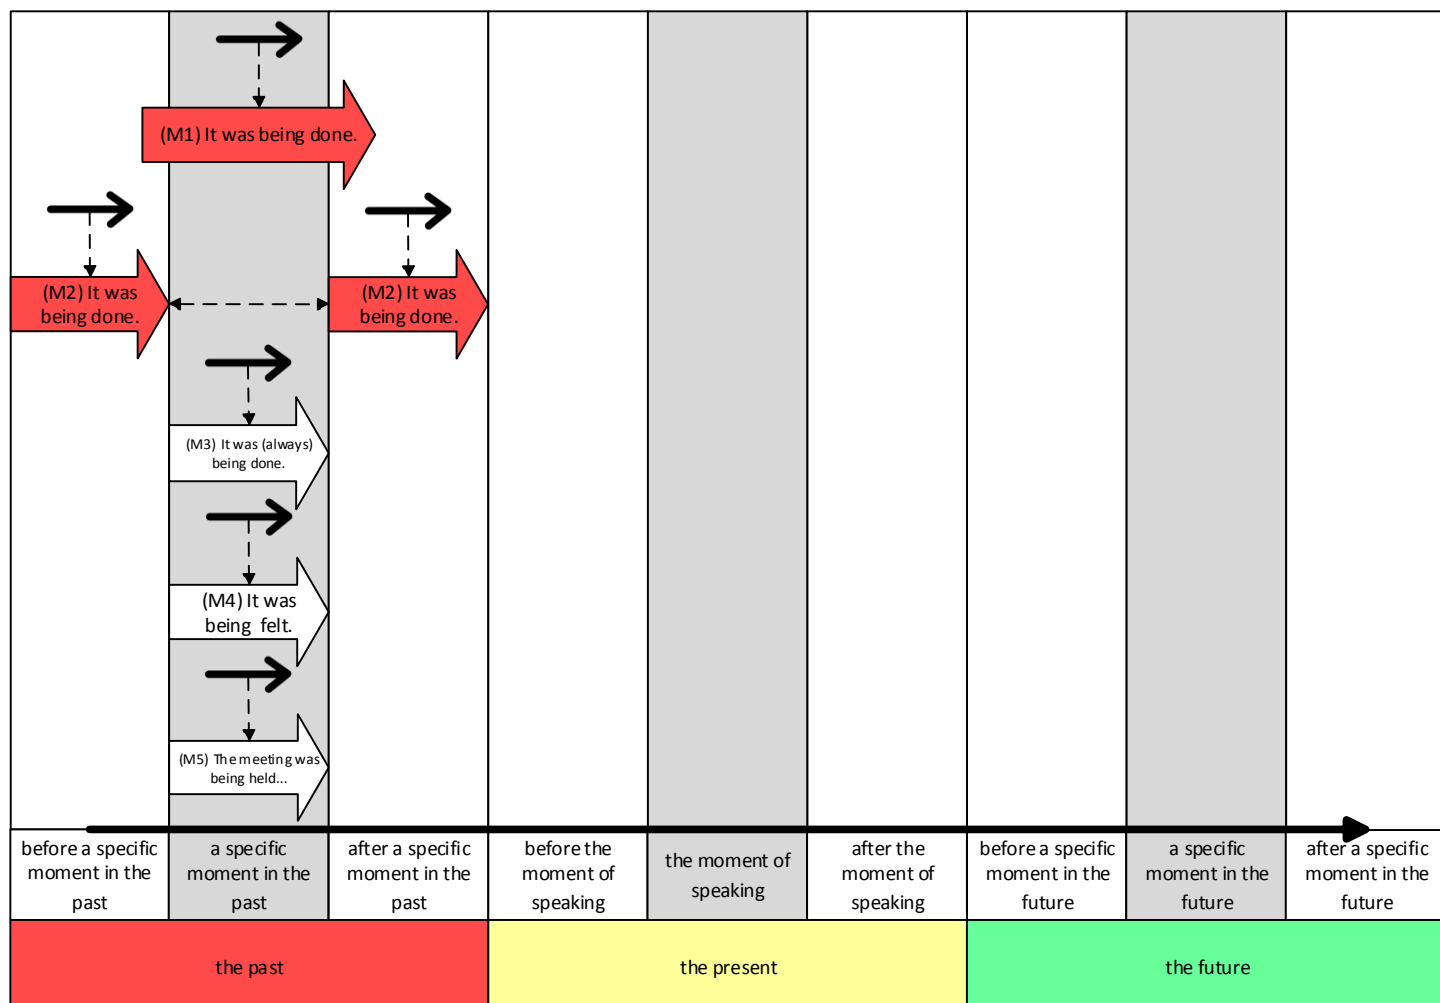 (M1) It was being done.
(M2) It was
being done.
(M2) It was
being done.
(M3) It was (always)
being done.
(M4) It was
being felt.
(M5) The meeting was
being held...
before a specific
moment in the
past
a specific
moment in the
past
after a specific
moment in the
past
before the
moment of
speaking
the moment of
speaking
after the
moment of
speaking
before a specific
moment in the
future
a specific
moment in the
future
after a specific
moment in the
future
the past
the present
the future